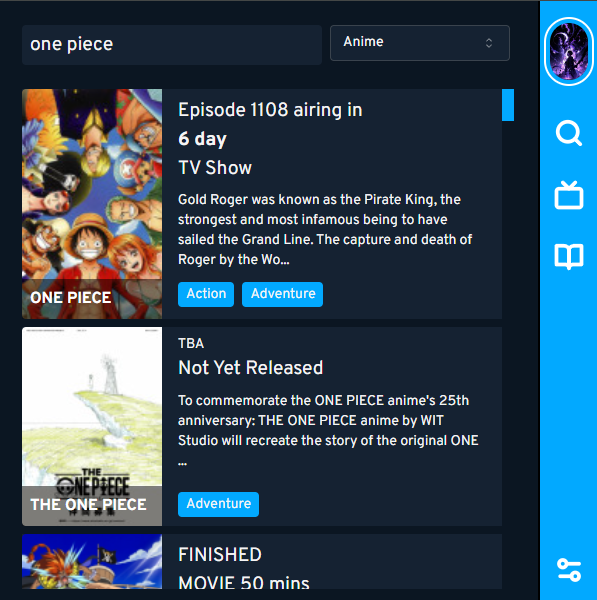 one piece
Anime
Episode 1108 airing in
6 day
TV Show
Gold Roger was known as the Pirate King, the
strongest and most infamous being to have
sailed the Grand Line. The capture and death of
Roger by the Wo...
Action
Adventure
ONE PIECE
TBA
Not Yet Released
To commemorate the ONE PIECE anime's 25th
anniversary: THE ONE PIECE anime by WIT
Studio will recreate the story of the original ONE
...
Adventure
THE
ONE PIECE
THE ONE PIECE
FINISHED
MOVIE 50 mins